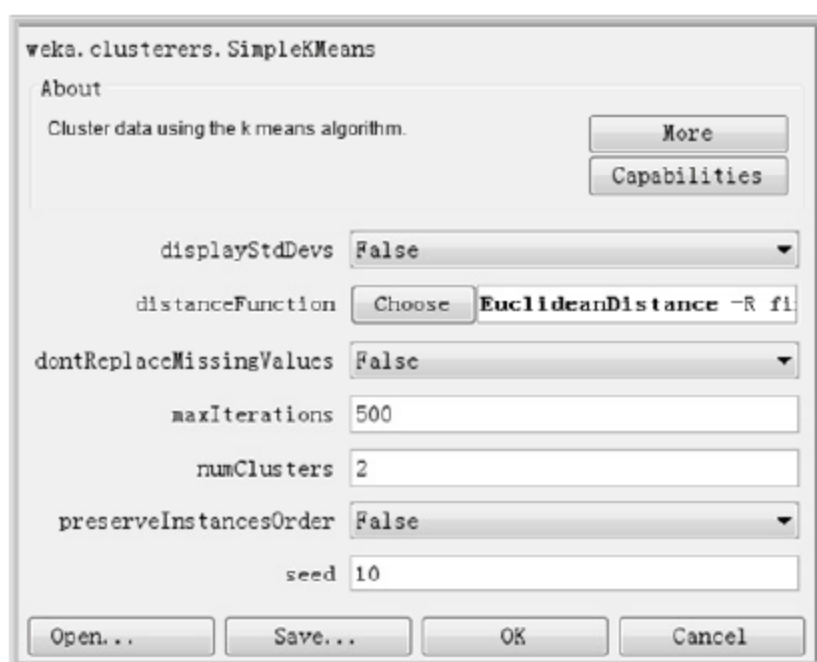 weka.clusterers.SimpleKMeans
About
Cluster data using the k means algorithm.
More
Capabilities
displayStdDevs False
distanceFunction Choose EuclideanDistance -R fi
dontReplaceMissingValues False
maxIterations 500
numClusters 2
preserveInstancesOrder False
seed 10
Open... Save... OK Cancel